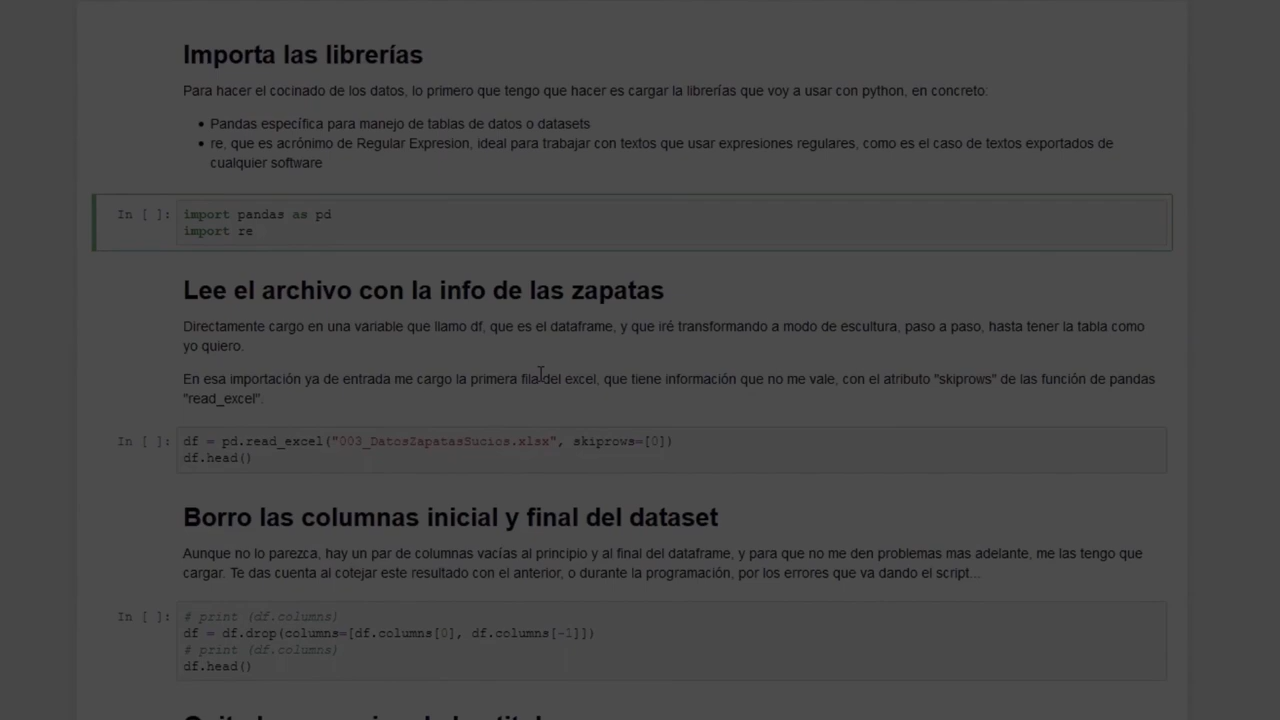 Importa las librerías
Para hacer el cocinado de los datos, lo primero que tengo que hacer es cargar la librerías que voy a usar con python, en concreto:
Pandas específica para manejo de tablas de datos o datasets
re, que es acrónimo de Regular Expresion, ideal para trabajar con textos que usar expresiones regulares, como es el caso de textos exportados de
cualquier software
In [ ]: import pandas as pd
import re
Lee el archivo con la info de las zapatas
Directamente cargo en una variable que llamo df, que es el dataframe, y que iré transformando a modo de escultura, paso a paso, hasta tener la tabla como
yo quiero.
En esa importación ya de entrada me cargo la primera fila del excel, que tiene información que no me vale, con el atributo "skiprows" de las función de pandas
"read_excel".
In [ ]: df = pd.read_excel("003_DatosZapatasSucios.xlsx", skiprows=[0])
df.head()
Borro las columnas inicial y final del dataset
Aunque no lo parezca, hay un par de columnas vacías al principio y al final del dataframe, y para que no me den problemas mas adelante, me las tengo que
cargar. Te das cuenta al cotejar este resultado con el anterior, o durante la programación, por los errores que va dando el script...
In [ ]: # print (df.columns)
df = df.drop(columns=[df.columns[0], df.columns[-1]])
# print (df.columns)
df.head()